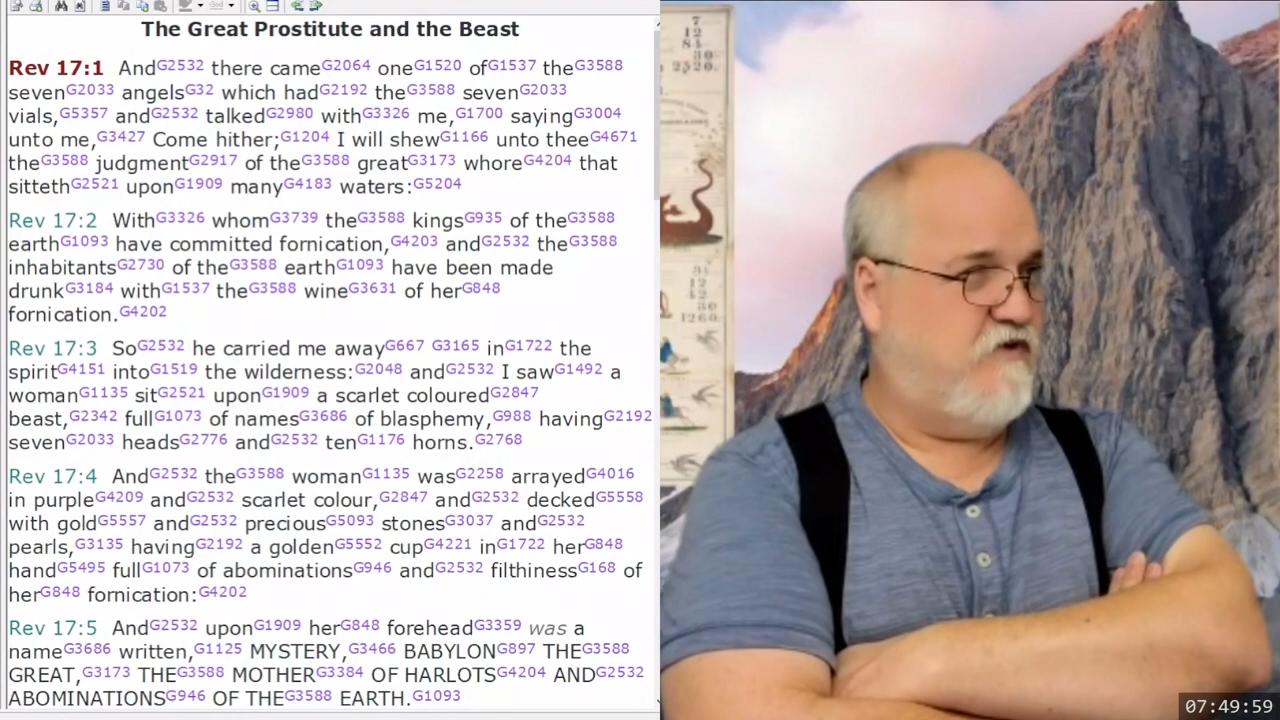 The Great Prostitute and the Beast
Rev 17:1 AndG2532 there cameG2064 oneG1520 ofG1537 theG3588
sevenG2033 angelsG32 which hadG2192 theG3588 sevenG2033
vials,G5357 andG2532 talkedG2980 withG3326 me,G1700 sayingG3004
unto me,G3427 Come hither;G1204 I will shewG1166 unto theeG4671
theG3588 judgmentG2917 of theG3588 greatG3173 whoreG4204 that
sittethG2521 uponG1909 manyG4183 waters:G5204
Rev 17:2 WithG3326 whomG3739 theG3588 kingsG935 of theG3588
earthG1093 have committed fornication,G4203 andG2532 theG3588
inhabitantsG2730 of theG3588 earthG1093 have been made
drunkG3184 withG1537 theG3588 wineG3631 of herG848
fornication.G4202
Rev 17:3 SoG2532 he carried me awayG667 G3165 inG1722 the
spiritG4151 intoG1519 the wilderness:G2048 andG2532 I sawG1492 a
womanG1135 sitG2521 uponG1909 a scarlet colouredG2847
beast,G2342 fullG1073 of namesG3686 of blasphemy,G988 havingG2192
sevenG2033 headsG2776 andG2532 tenG1176 horns.G2768
Rev 17:4 AndG2532 theG3588 womanG1135 wasG2258 arrayedG4016
in purpleG4209 andG2532 scarlet colour,G2847 andG2532 deckedG5558
with goldG5557 andG2532 preciousG5093 stonesG3037 andG2532
pearls,G3135 havingG2192 a goldenG5552 cupG4221 inG1722 herG848
handG5495 fullG1073 of abominationsG946 andG2532 filthinessG168 of
herG848 fornication:G4202
Rev 17:5 AndG2532 uponG1909 herG848 foreheadG3359 was a
nameG3686 written,G1125 MYSTERY,G3466 BABYLONG897 THEG3588
GREAT,G3173 THEG3588 MOTHERG3384 OF HARLOTSG4204 ANDG2532
ABOMINATIONSG946 OF THEG3588 EARTH.G1093
7
12
84
30
2520
12
30
1260
07:49:59